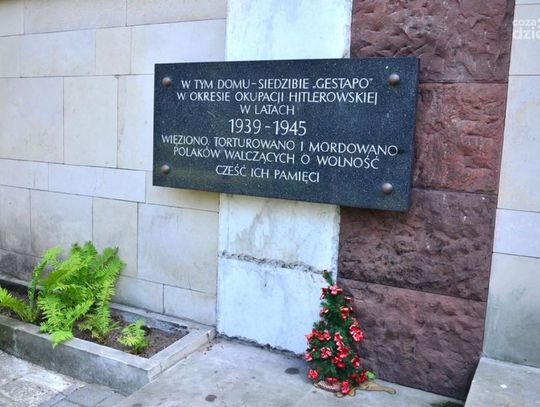 W TYM DOMU - SIEDZIBIE „GESTAPO"
W OKRESIE OKUPACJI HITLEROWSKIEJ
W LATACH
1939 - 1945
WIĘZIONO, TORTUROWANO I MORDOWANO
POLAKÓW WALCZĄCYCH O WOLNOŚĆ
CZEŚĆ ICH PAMIĘCI